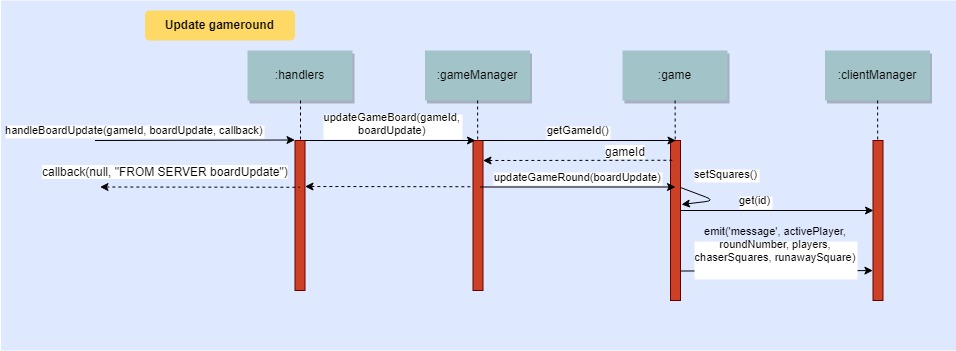 Update gameround
:handlers
:gameManager
:game
:clientManager
handleBoardUpdate(gameId, boardUpdate, callback)
updateGameBoard(gameId,
boardUpdate)
getGameId()
gameId
callback(null, "FROM SERVER boardUpdate")
updateGameRound(boardUpdate)
setSquares()
get(id)
emit('message', activePlayer,
roundNumber, players,
chaserSquares, runawaySquare)